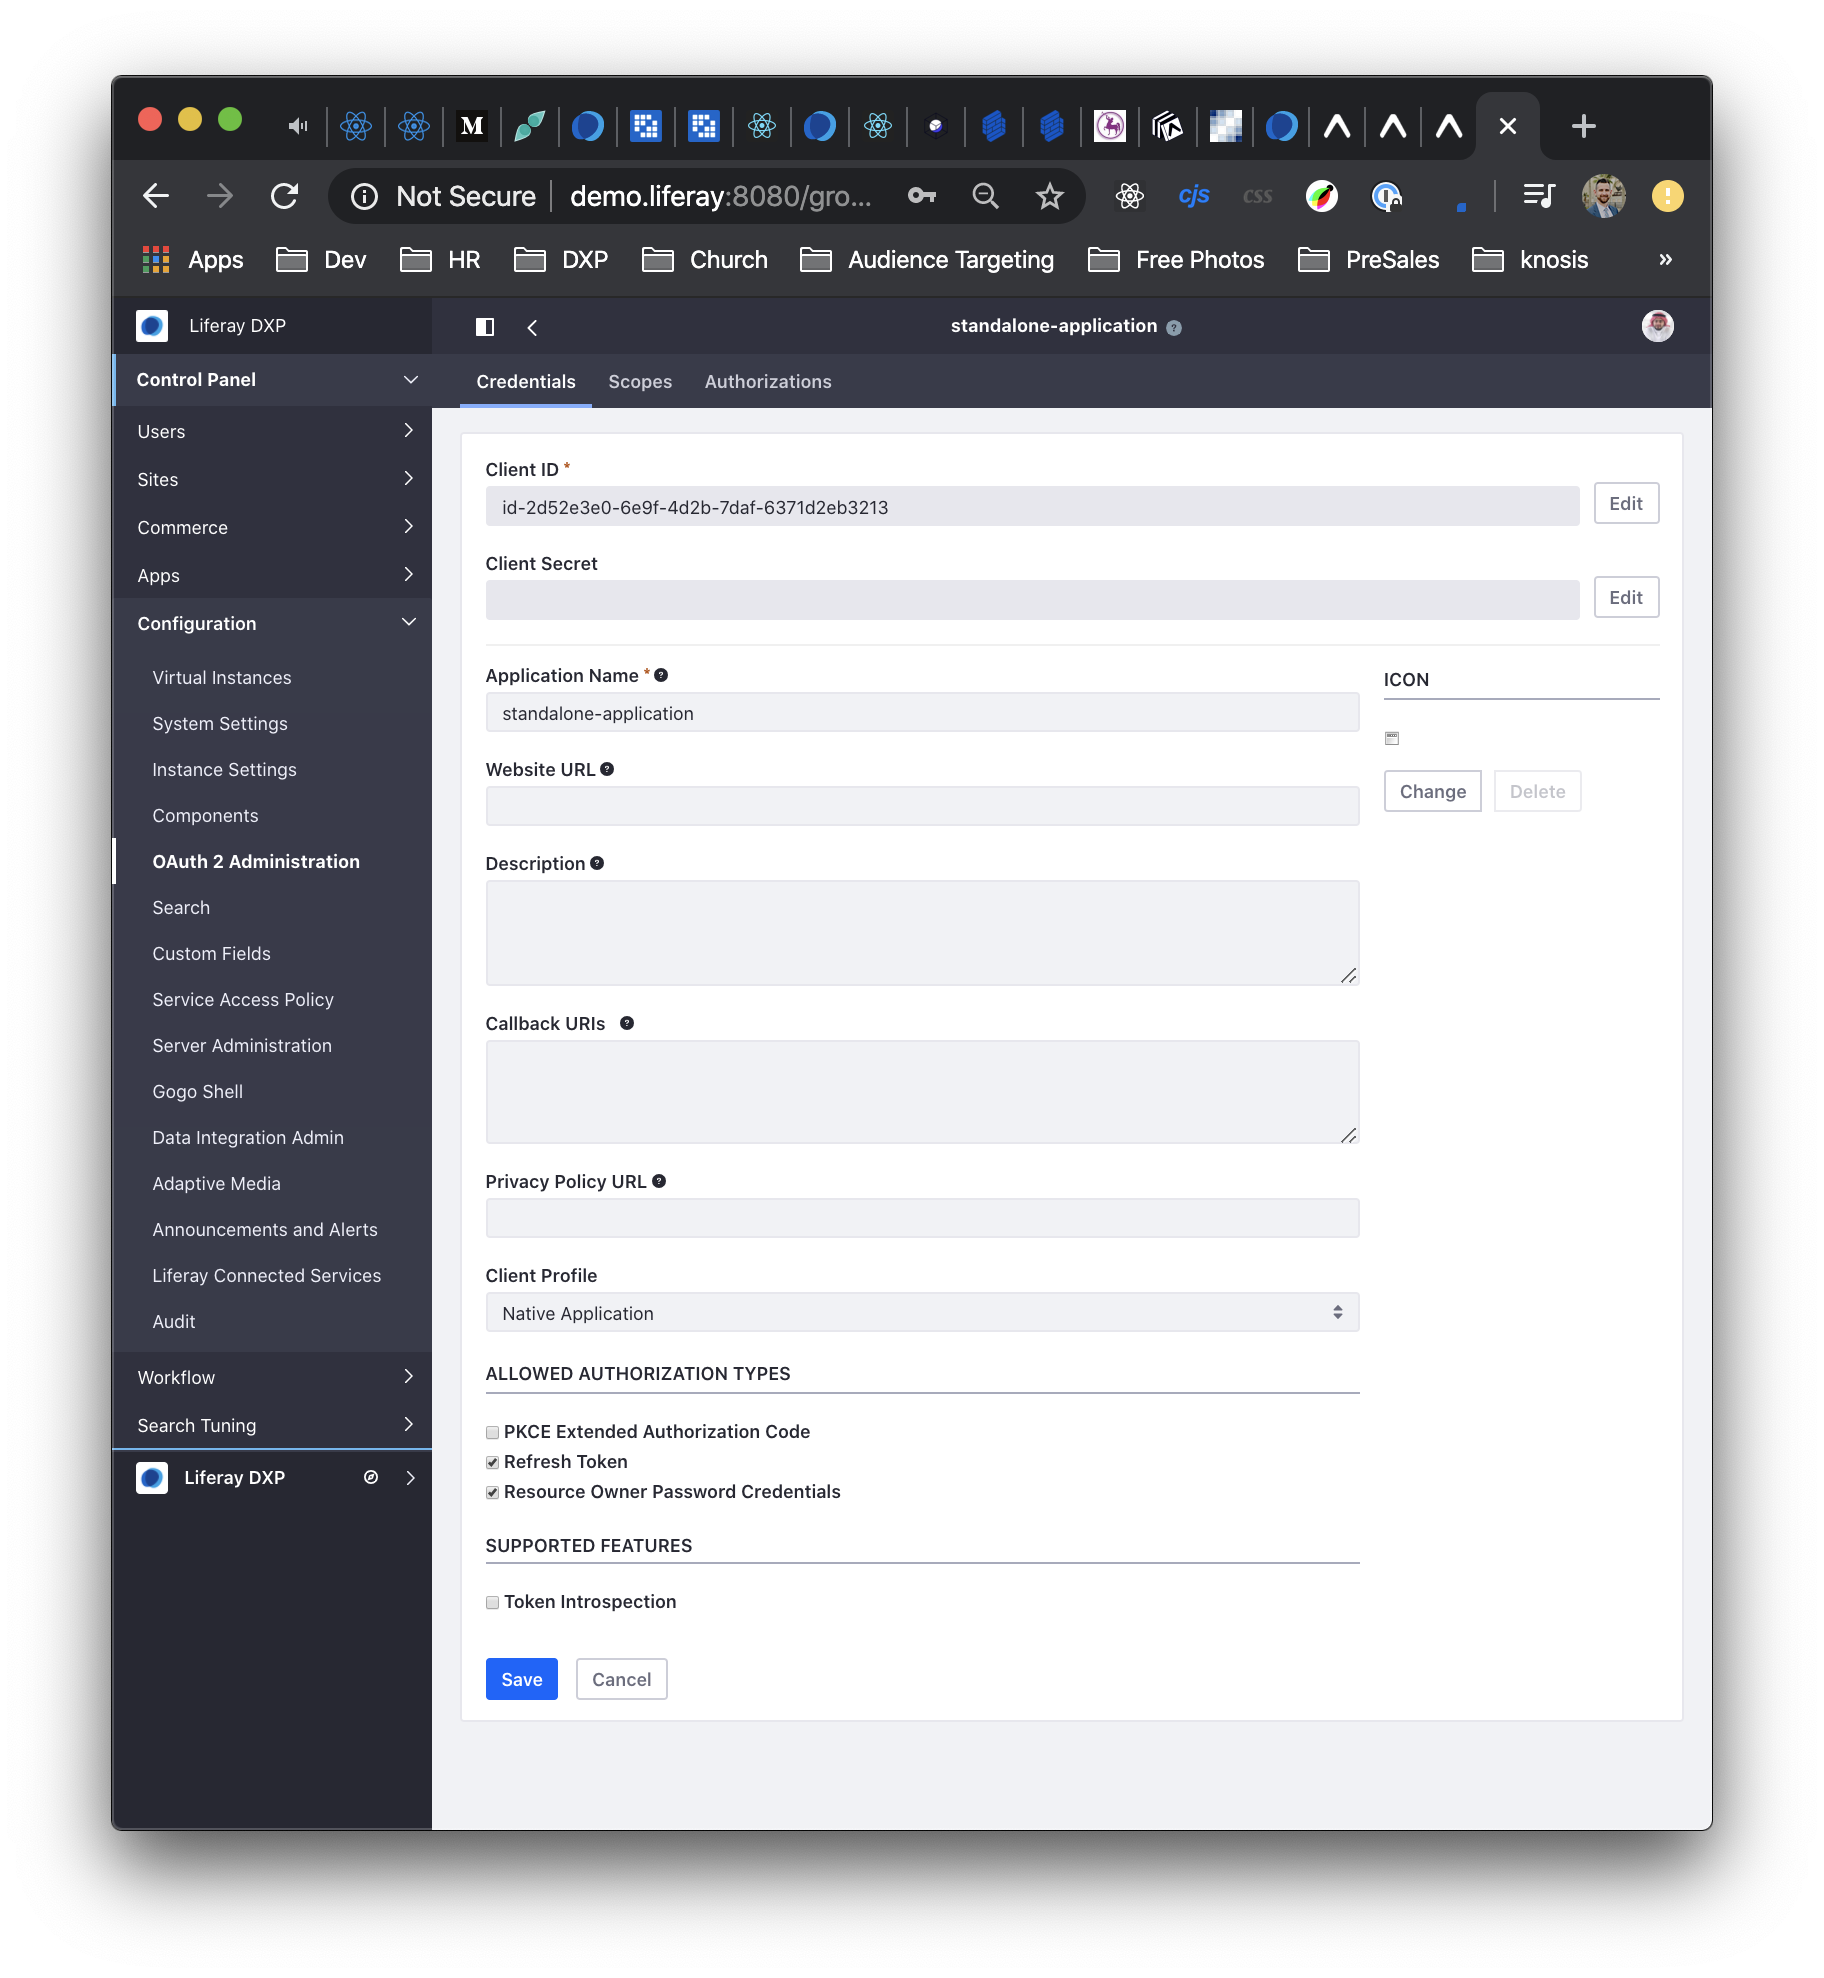 M
Not Secure demo.liferay:8080/gro...
cjs
css
Apps Dev HR DXP Church Audience Targeting Free Photos PreSales knosis »
Liferay DXP
standalone-application ?
Control Panel
Credentials Scopes Authorizations
Users
Sites
Commerce
Apps
Configuration
Virtual Instances
System Settings
Instance Settings
Components
OAuth 2 Administration
Search
Custom Fields
Service Access Policy
Server Administration
Gogo Shell
Data Integration Admin
Adaptive Media
Announcements and Alerts
Liferay Connected Services
Audit
Workflow
Search Tuning
Liferay DXP
Client ID *
id-2d52e3e0-6e9f-4d2b-7daf-6371d2eb3213
Edit
Client Secret
Edit
Application Name * ?
standalone-application
ICON
Change Delete
Website URL ?
Description ?
Callback URIs ?
Privacy Policy URL ?
Client Profile
Native Application
ALLOWED AUTHORIZATION TYPES
PKCE Extended Authorization Code
Refresh Token
Resource Owner Password Credentials
SUPPORTED FEATURES
Token Introspection
Save Cancel